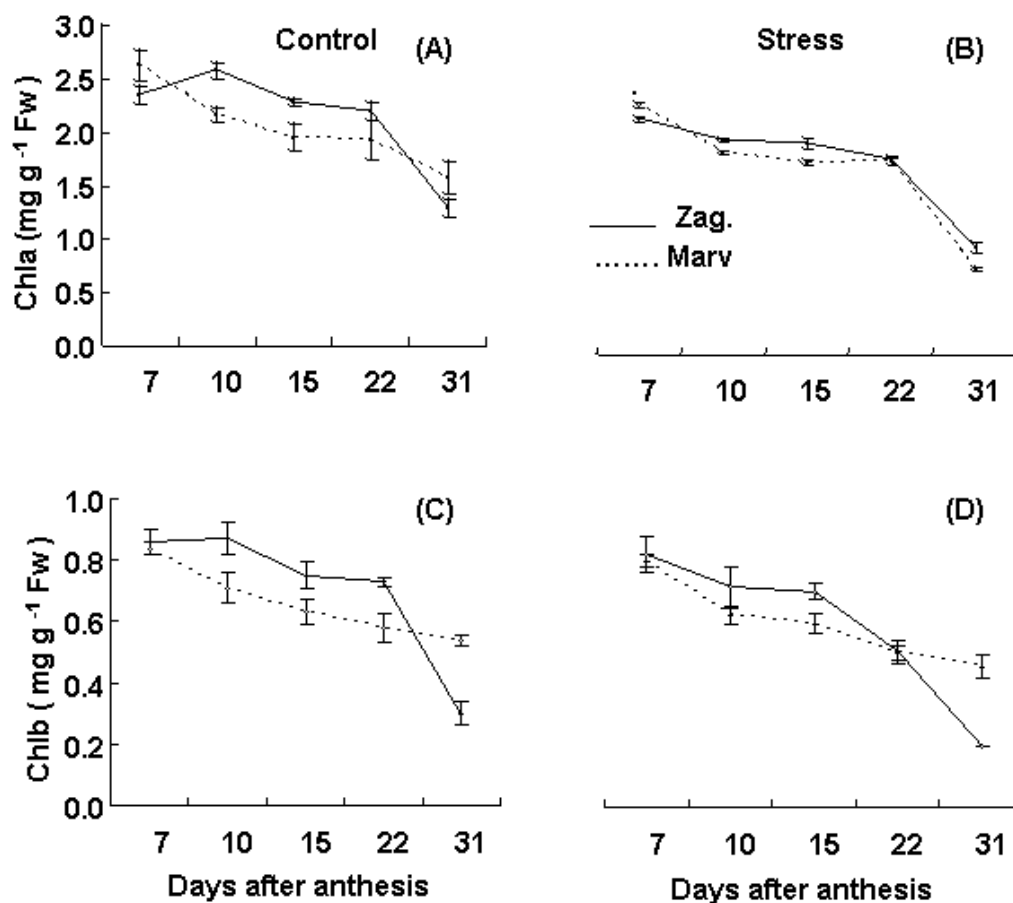 Control (A)
3.0
2.5
2.0
1.5
1.0
0.5
0.0
Chla (mg g -1 Fw)
7 10 15 22 31
Stress (B)
Zag.
Marv
7 10 15 22 31
(C)
1.0
0.8
0.6
0.4
0.2
0.0
Chlb ( mg g -1 Fw)
7 10 15 22 31
Days after anthesis
(D)
7 10 15 22 31
Days after anthesis